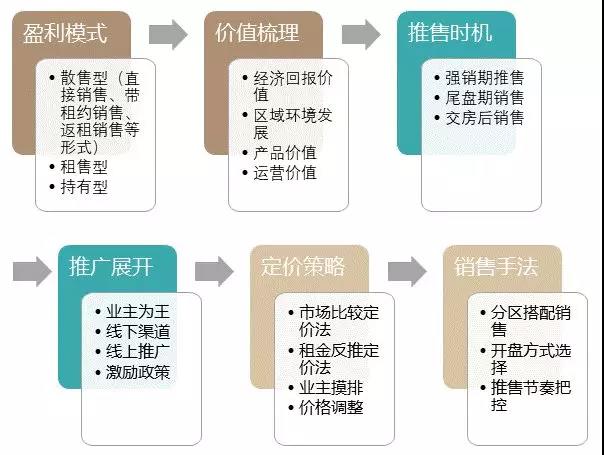 盈利模式
• 散售型（直
接销售、带
租约销售、
返租销售等
形式）
• 租售型
• 持有型
价值梳理
• 经济回报价
值
• 区域环境发
展
• 产品价值
• 运营价值
推售时机
• 强销期推售
• 尾盘期销售
• 交房后销售
推广展开
• 业主为王
• 线下渠道
• 线上推广
• 激励政策
定价策略
• 市场比较定
价法
• 租金反推定
价法
• 业主摸排
• 价格调整
销售手法
• 分区搭配销
售
• 开盘方式选
择
• 推售节奏把
控